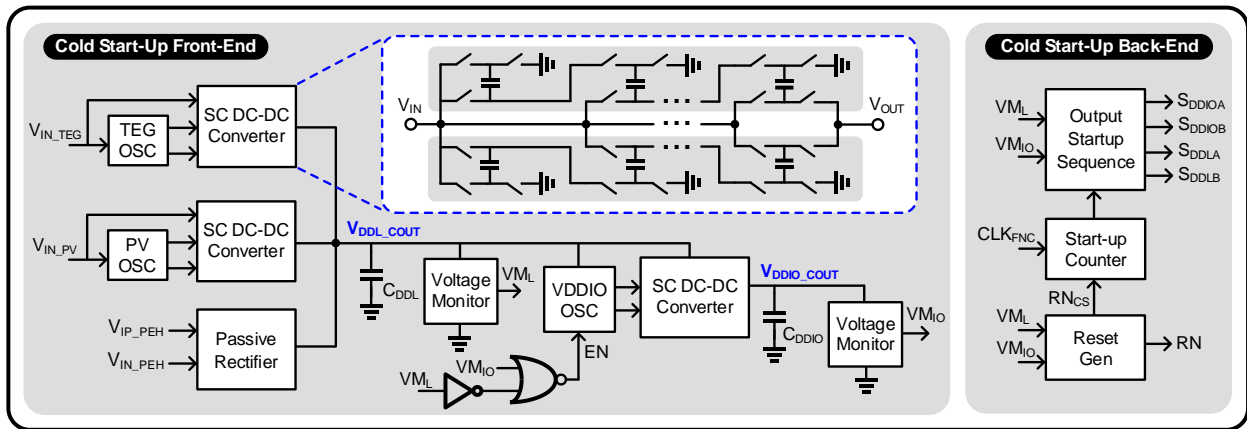 Cold Start-Up Front-End
V_IN_TEG
TEG
OSC
SC DC-DC
Converter
V_IN
V_OUT
V_IN_PV
PV
OSC
SC DC-DC
Converter
V_IP_PEH
V_IN_PEH
Passive
Rectifier
V_DDL_COUT
C_DDL
Voltage
Monitor
VM_L
VDDIO
OSC
SC DC-DC
Converter
V_DDIO_COUT
C_DDIO
Voltage
Monitor
VM_IO
EN
VM_IO
VM_L
Cold Start-Up Back-End
VM_L
VM_IO
Output
Startup
Sequence
S_DDIOA
S_DDIOB
S_DDLA
S_DDLB
CLK_FNC
Start-up
Counter
RN_CS
VM_L
VM_IO
Reset
Gen
RN